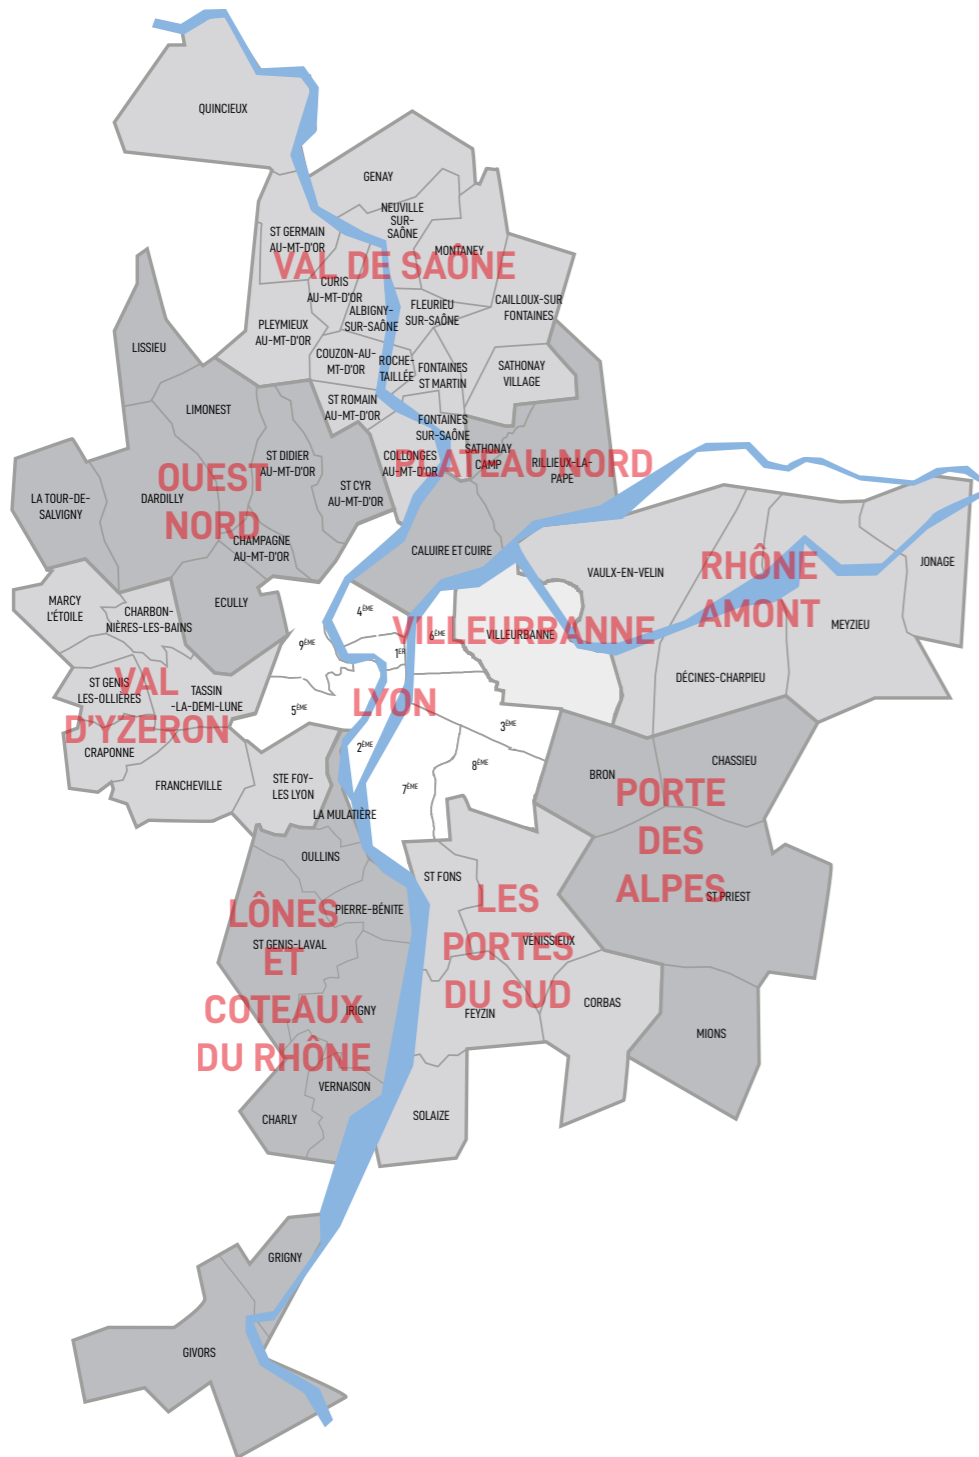 QUINCIEUX
GENAY
NEUVILLE
SUR-
SAÔNE
ST GERMAIN
AU-MT-D'OR
MONTANEY
VAL DE SAÔNE
CURIS
AU-MT-D'OR
CAILLOUX-SUR
FONTAINES
ALBIGNY-
SUR-SAÔNE
FLEURIEU
SUR-SAÔNE
PLEYMIEUX
AU-MT-D'OR
LISSIEU
COUZON-AU-
MT-D'OR
ROCHE-
TAILLÉE
FONTAINES
ST MARTIN
SATHONAY
VILLAGE
LIMONEST
ST ROMAIN
AU-MT-D'OR
FONTAINES
SUR-SAÔNE
ST DIDIER
AU-MT-D'OR
COLLONGES
AU-MT-D'OR
SATHONAY
CAMP
RILLIEUX-LA-
PAPE
PLATEAU NORD
OUEST
NORD
LA TOUR-DE-
SALVIGNY
DARDILLY
ST CYR
AU-MT-D'OR
CHAMPAGNE
AU-MT-D'OR
CALUIRE ET CUIRE
VAULX-EN-VELIN
RHÔNE
AMONT
JONAGE
MARCY
L'ÉTOILE
CHARBON-
NIÈRES-LES-BAINS
ECULLY
4ÈME
MEYZIEU
9ÈME
6ÈME
VILLEURBANNE
VILLEURBANNE
1ER
ST GENIS
LES-OLLIÈRES
TASSIN
-LA-DEMI-LUNE
DÉCINES-CHARPIEU
VAL
D'YZERON
LYON
5ÈME
3ÈME
CRAPONNE
2ÈME
8ÈME
CHASSIEU
FRANCHEVILLE
STE FOY-
LES LYON
7ÈME
BRON
PORTE
DES
ALPES
LA MULATIÈRE
OULLINS
ST FONS
ST PRIEST
PIERRE-BÉNITE
LES
PORTES
DU SUD
LÔNES
ET
COTEAUX
DU RHÔNE
ST GENIS-LAVAL
VÉNISSIEUX
IRIGNY
FEYZIN
CORBAS
MIONS
VERNAISON
CHARLY
SOLAIZE
GRIGNY
GIVORS